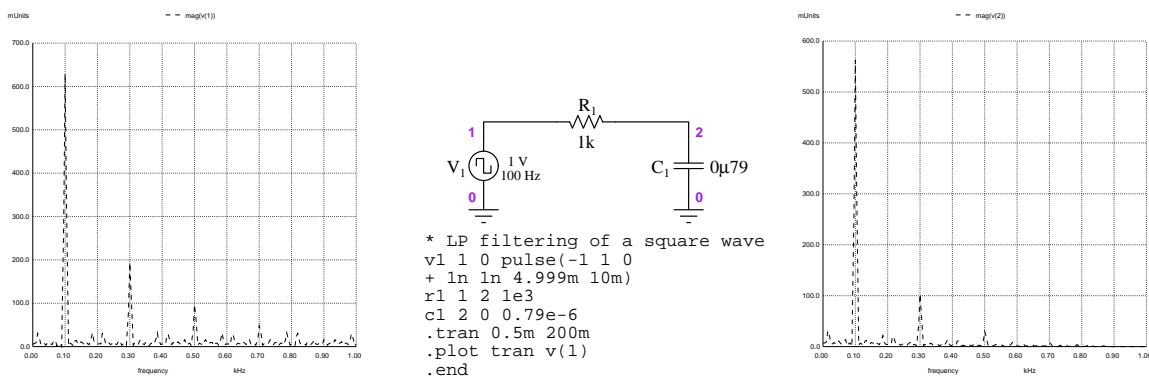 mUnits
mag(v(1))
700.0
600.0
500.0
400.0
300.0
200.0
100.0
0.0
0.00 0.10 0.20 0.30 0.40 0.50 0.60 0.70 0.80 0.90 1.00
frequency kHz
R1
1k
1
2
V1
1 V
100 Hz
C1
0μ79
0
0
* LP filtering of a square wave
v1 1 0 pulse(-1 1 0
+ 1n 1n 4.999m 10m)
r1 1 2 1e3
c1 2 0 0.79e-6
.tran 0.5m 200m
.plot tran v(1)
.end
mUnits
mag(v(2))
600.0
500.0
400.0
300.0
200.0
100.0
0.0
0.00 0.10 0.20 0.30 0.40 0.50 0.60 0.70 0.80 0.90 1.00
frequency kHz